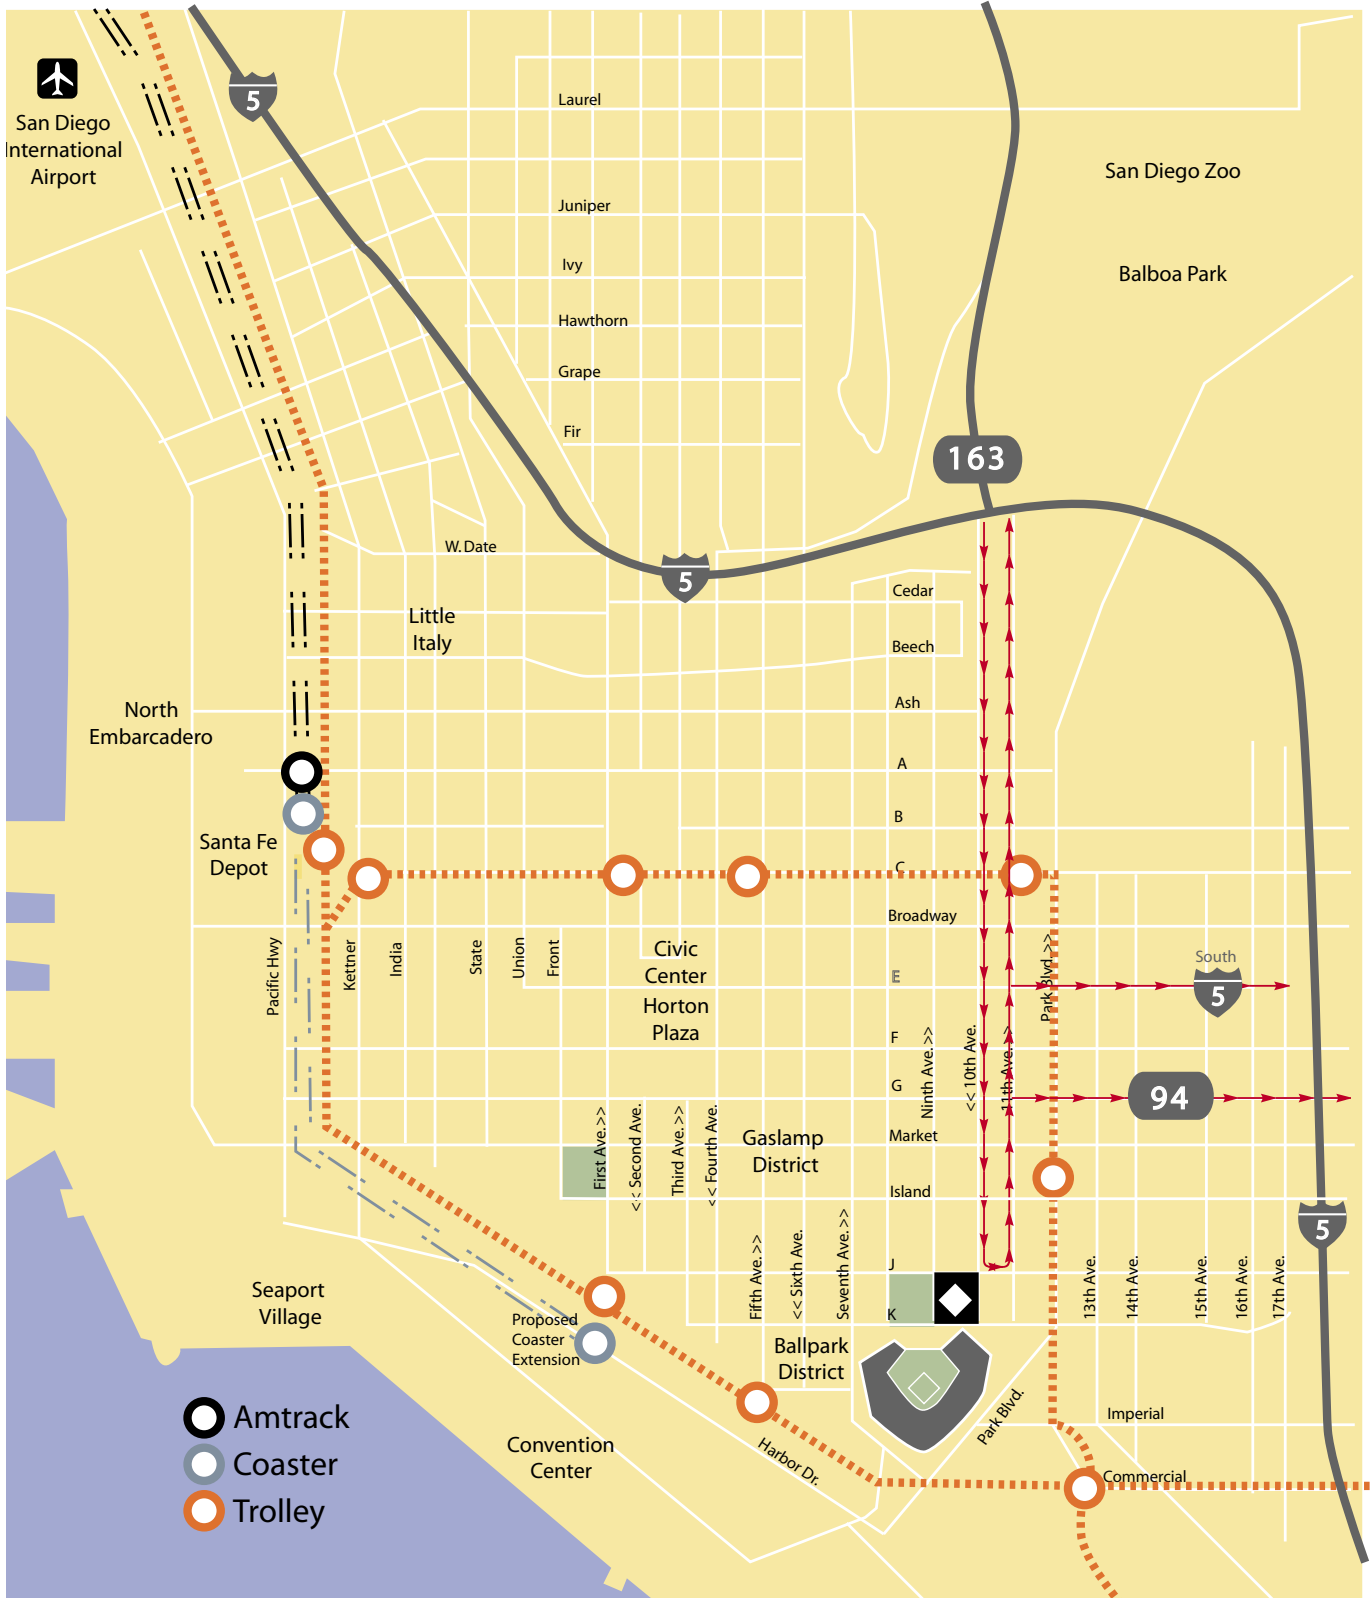 5
San Diego
International
Airport
Laurel
San Diego Zoo
Juniper
Ivy
Balboa Park
Hawthorn
Grape
Fir
163
W. Date
5
Cedar
Little
Italy
Beech
Ash
North
Embarcadero
A
B
Santa Fe
Depot
C
Broadway
Pacific Hwy
Kettner
India
State
Union
Front
Civic
Center
Horton
Plaza
E
Park Blvd. >>
South
5
F
Ninth Ave. >>
<< 10th Ave.
11th Ave. >>
G
94
First Ave. >>
<< Second Ave.
Third Ave. >>
<< Fourth Ave.
Gaslamp
District
Market
Island
5
Fifth Ave. >>
<< Sixth Ave.
Seventh Ave. >>
J
K
13th Ave.
14th Ave.
15th Ave.
16th Ave.
17th Ave.
Seaport
Village
Proposed
Coaster
Extension
Ballpark
District
Park Blvd.
Imperial
Harbor Dr.
Convention
Center
Commercial
Amtrack
Coaster
Trolley